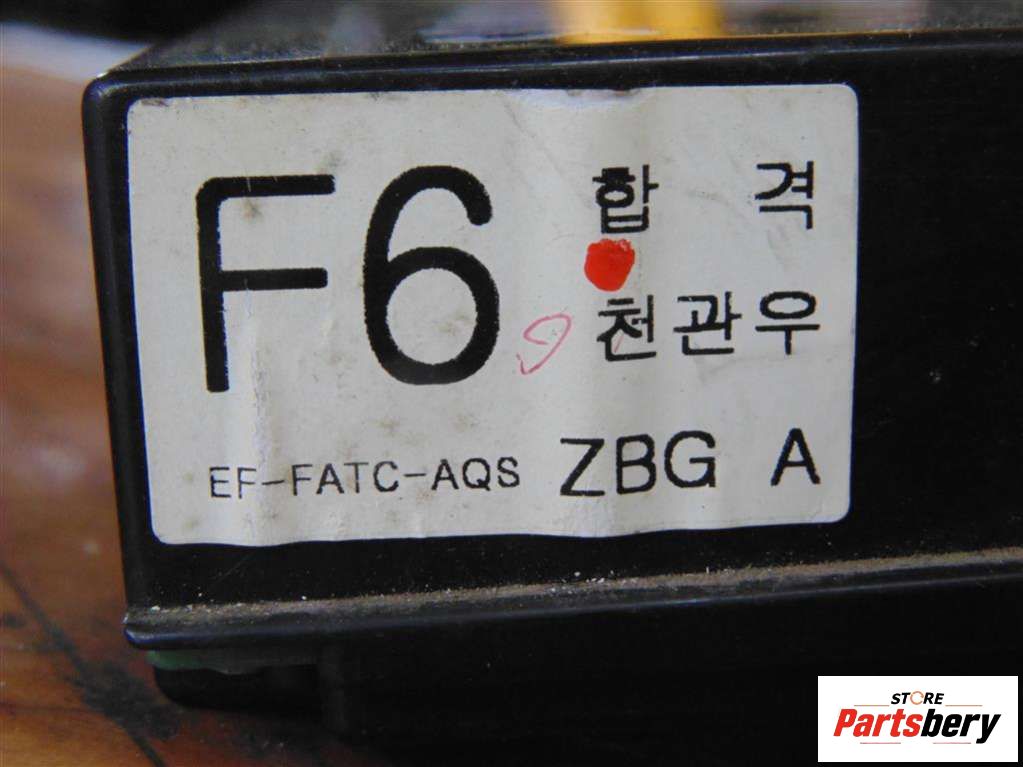 F6
합 격
천관우
EF-FATC-AQS ZBG A
STORE
Partsbery